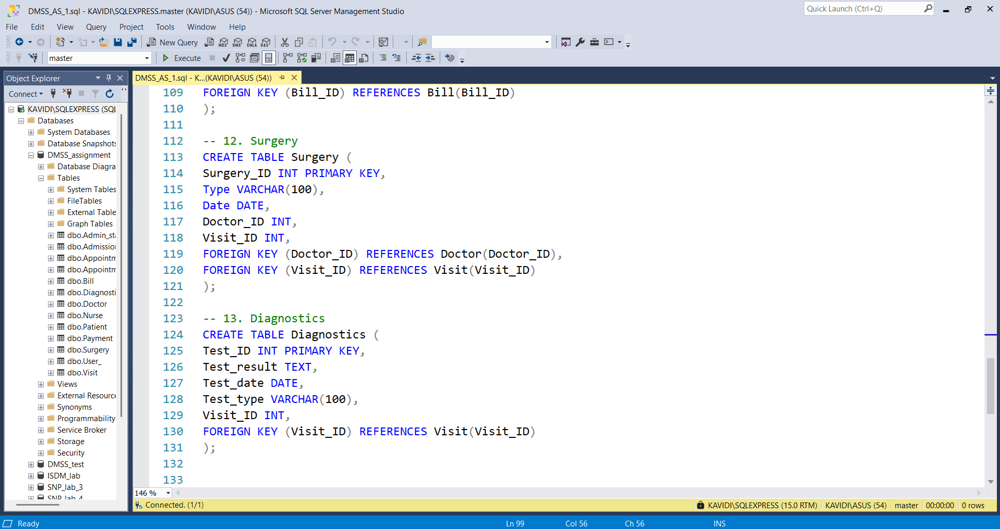 DMSS_AS_1.sql - KAVIDI\SQLEXPRESS.master (KAVIDI\ASUS (54)) - Microsoft SQL Server Management Studio
Quick Launch (Ctrl+Q)
File Edit View Query Project Tools Window Help
New Query MDX DMX XMLA DAX
master Execute
Object Explorer
DMSS_AS_1.sql - K...(KAVIDI\ASUS (54))
Connect
KAVIDI\SQLEXPRESS (SQL
Databases
System Databases
Database Snapshots
DMSS_assignment
Database Diagra
Tables
System Tables
FileTables
External Table
Graph Tables
dbo.Admin_sta
dbo.Admission
dbo.Appointm
dbo.Appointm
dbo.Bill
dbo.Diagnosti
dbo.Doctor
dbo.Nurse
dbo.Patient
dbo.Payment
dbo.Surgery
dbo.User_
dbo.Visit
Views
External Resource
Synonyms
Programmability
Service Broker
Storage
Security
DMSS_test
ISDM_lab
SNP_lab_3
SNP_lab_4
109 FOREIGN KEY (Bill_ID) REFERENCES Bill(Bill_ID)
110 );
111
112 -- 12. Surgery
113 CREATE TABLE Surgery (
114 Surgery_ID INT PRIMARY KEY,
115 Type VARCHAR(100),
116 Date DATE,
117 Doctor_ID INT,
118 Visit_ID INT,
119 FOREIGN KEY (Doctor_ID) REFERENCES Doctor(Doctor_ID),
120 FOREIGN KEY (Visit_ID) REFERENCES Visit(Visit_ID)
121 );
122
123 -- 13. Diagnostics
124 CREATE TABLE Diagnostics (
125 Test_ID INT PRIMARY KEY,
126 Test_result TEXT,
127 Test_date DATE,
128 Test_type VARCHAR(100),
129 Visit_ID INT,
130 FOREIGN KEY (Visit_ID) REFERENCES Visit(Visit_ID)
131 );
132
133
146 %
Connected. (1/1)
KAVIDI\SQLEXPRESS (15.0 RTM) KAVIDI\ASUS (54) master 00:00:00 0 rows
Ready Ln 99 Col 56 Ch 56 INS